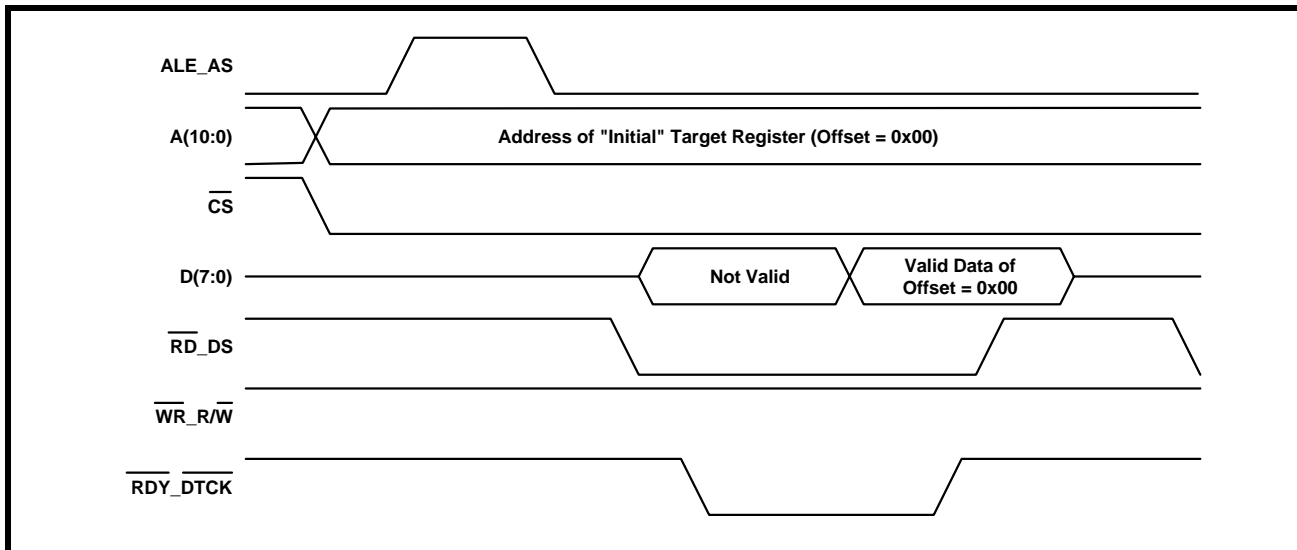 ALE_AS
A(10:0)
Address of "Initial" Target Register (Offset = 0x00)
CS
D(7:0)
Not Valid
Valid Data of
Offset = 0x00
RD_DS
WR_R/W
RDY_DTCK